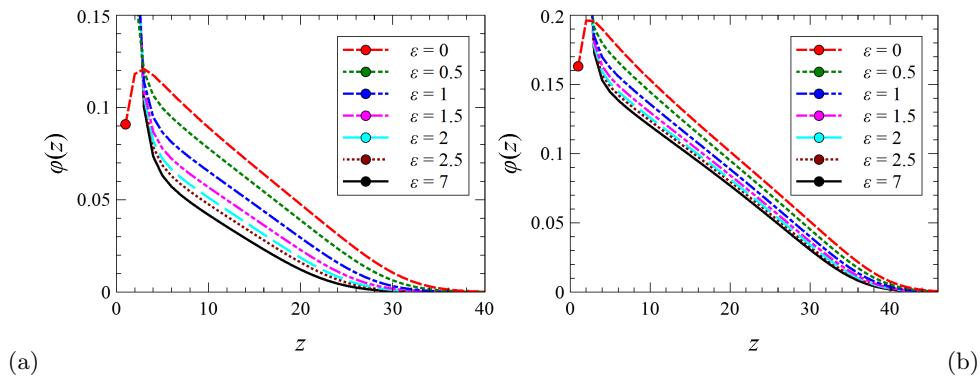 0.15
0.1
0.05
0
0 10 20 30 40
φ(z)
z
ε = 0
ε = 0.5
ε = 1
ε = 1.5
ε = 2
ε = 2.5
ε = 7
(a)
0.2
0.15
0.1
0.05
0
0 10 20 30 40
φ(z)
z
ε = 0
ε = 0.5
ε = 1
ε = 1.5
ε = 2
ε = 2.5
ε = 7
(b)